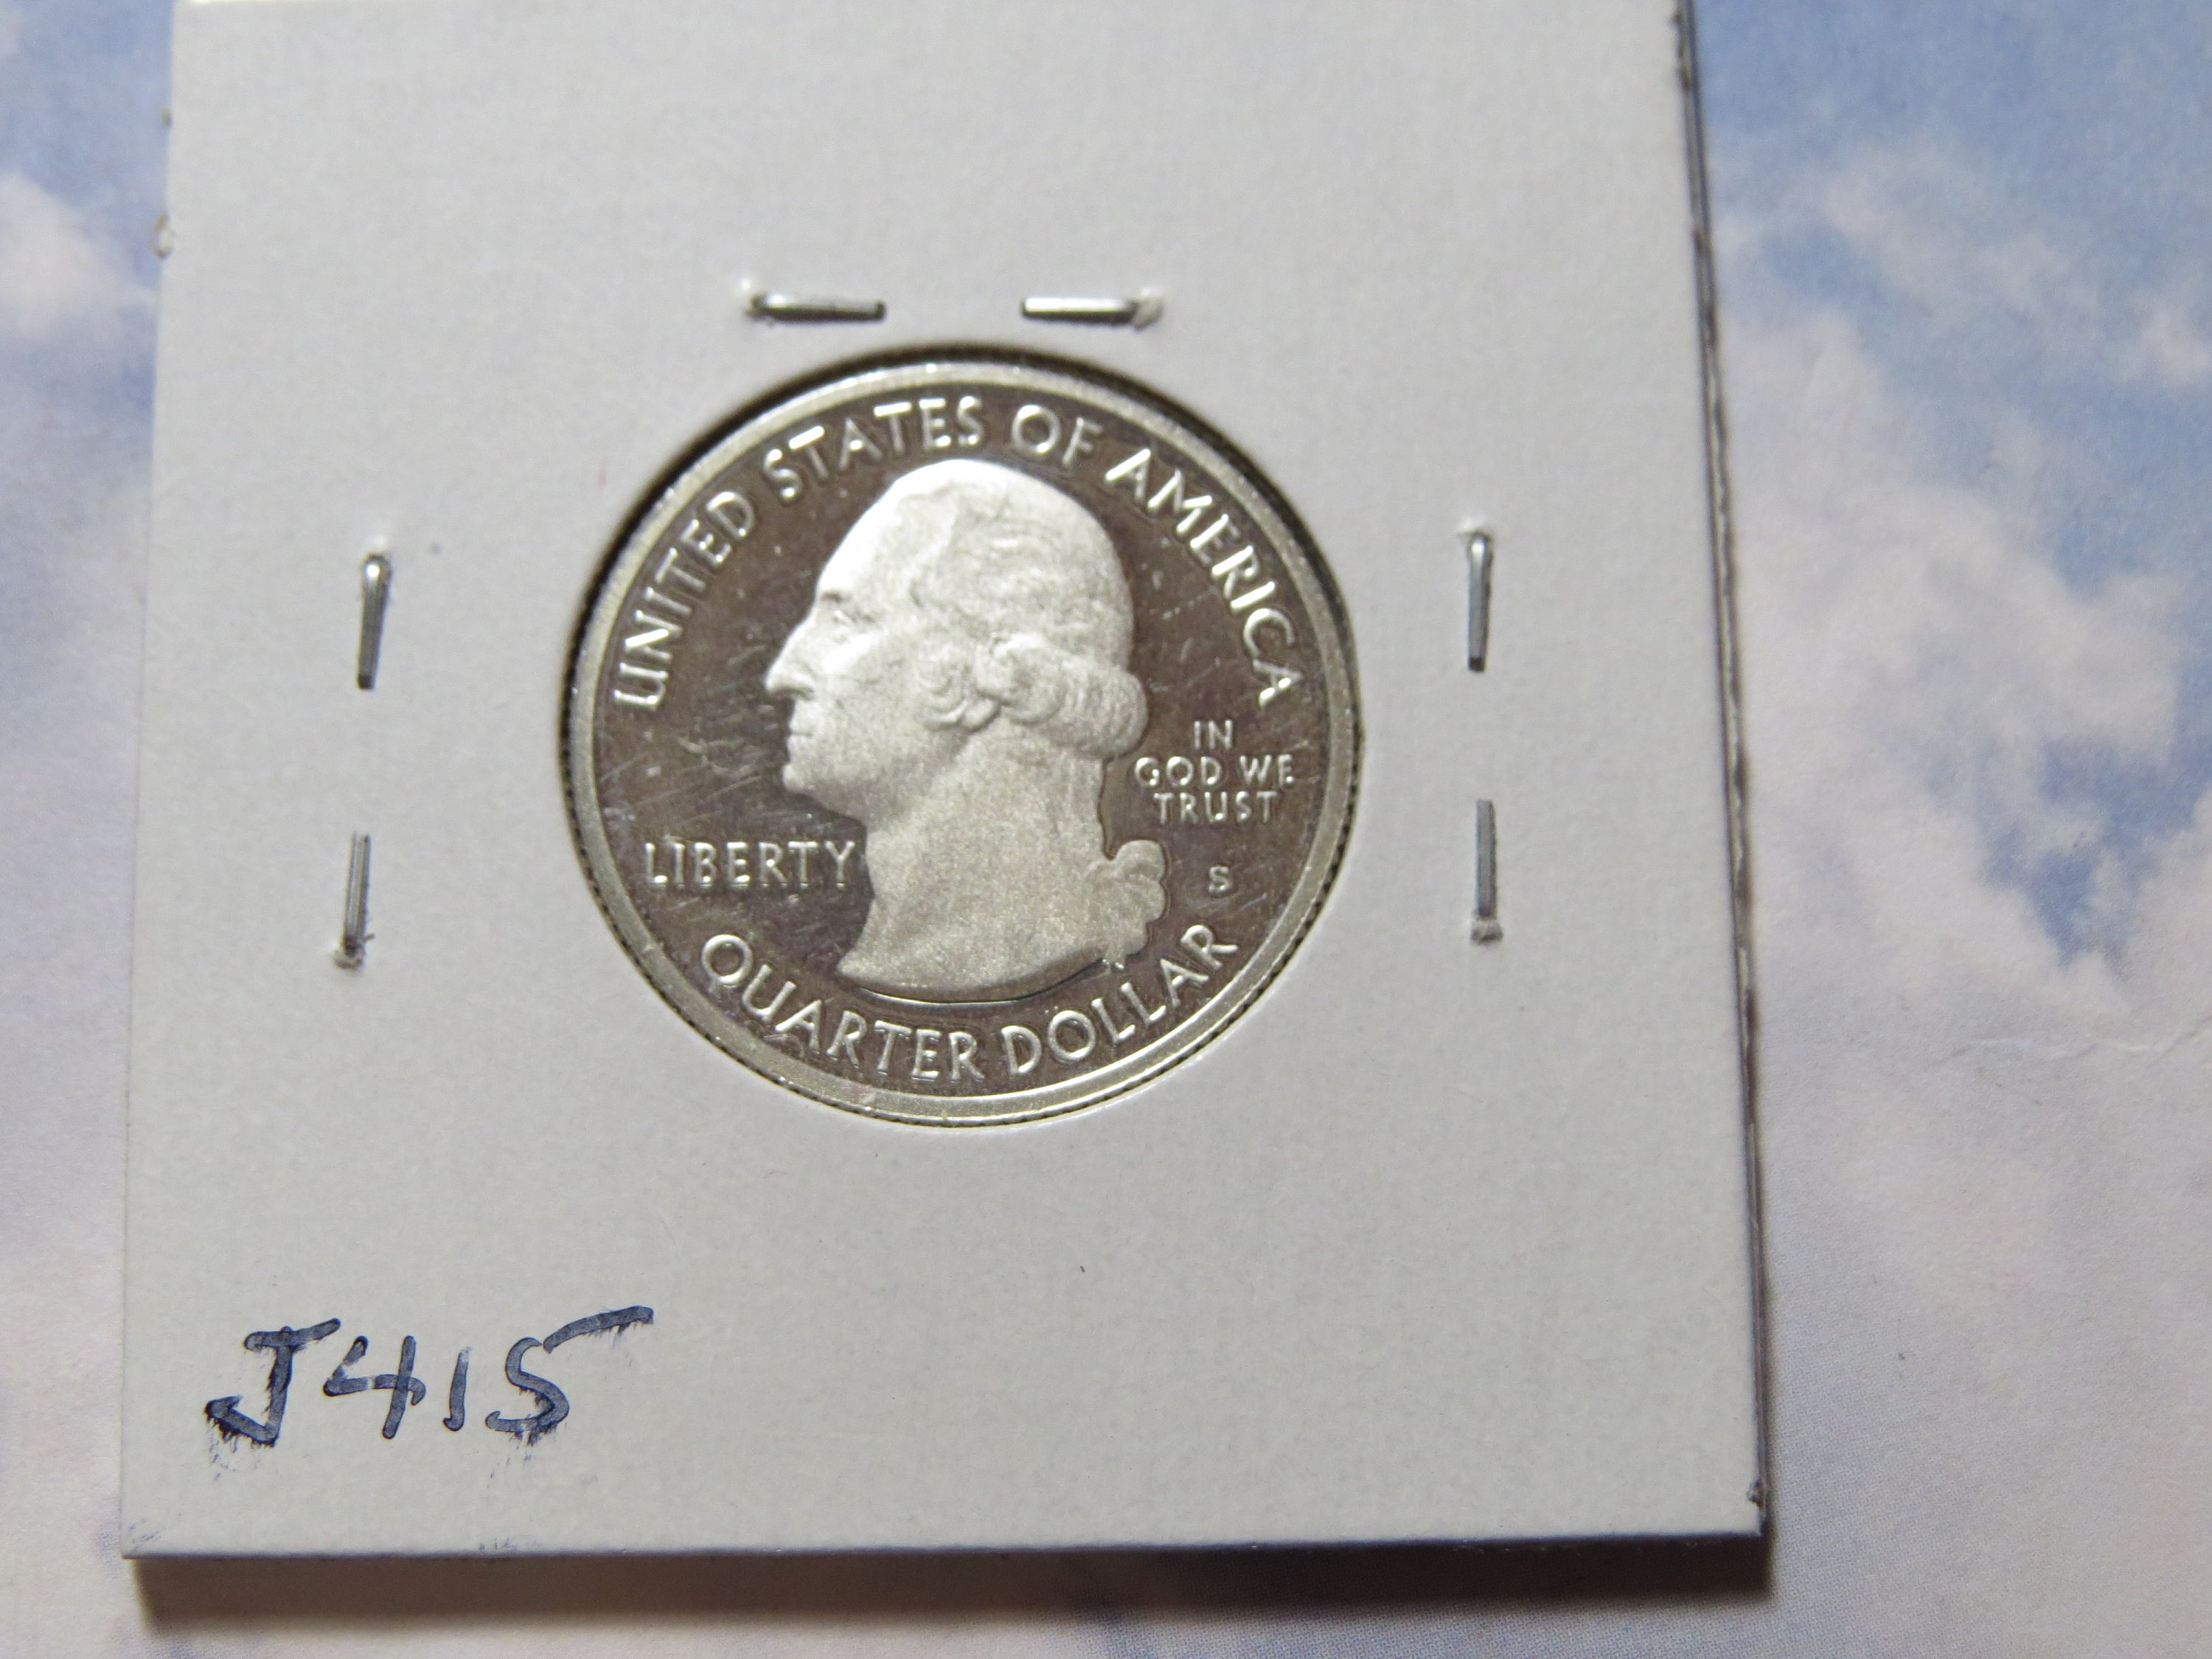 UNITED STATES OF AMERICA
IN
GOD WE
TRUST
LIBERTY
S
QUARTER DOLLAR
J415